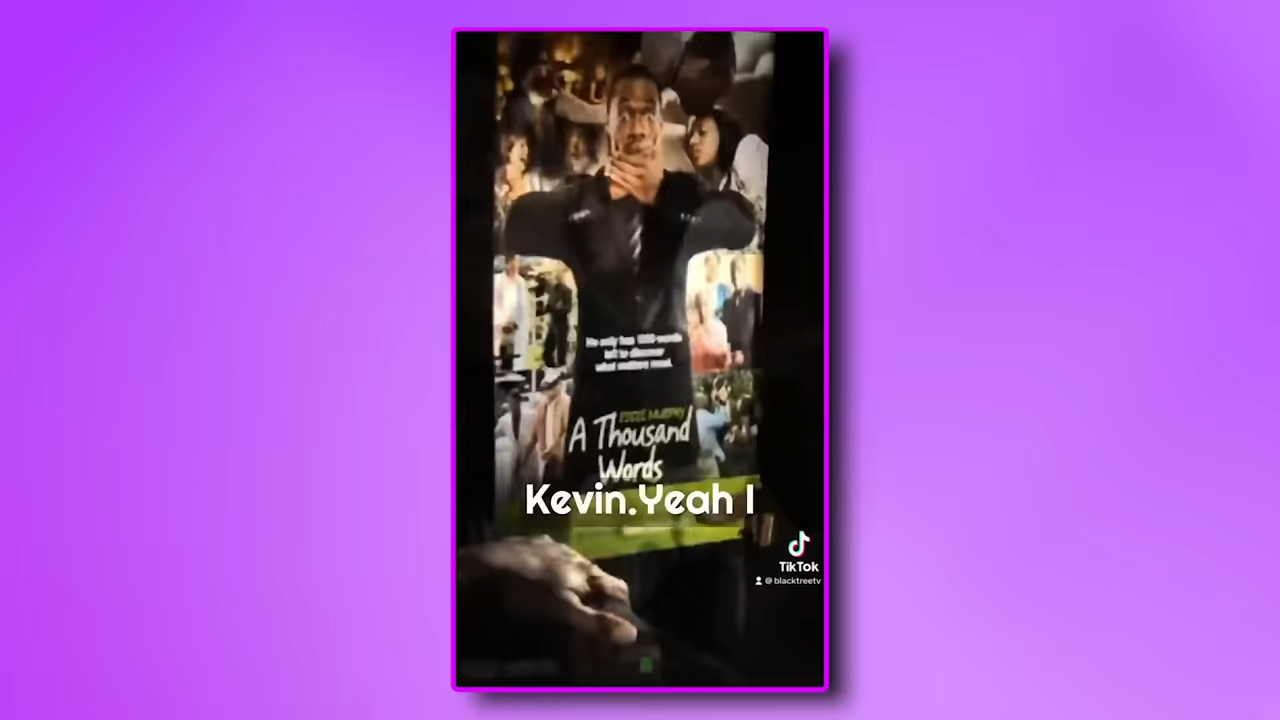 He only has 1000 words
left to discover
what matters most.
EDDIE MURPHY
A Thousand
Words
Kevin.Yeah I
TikTok
@ blacktreetv